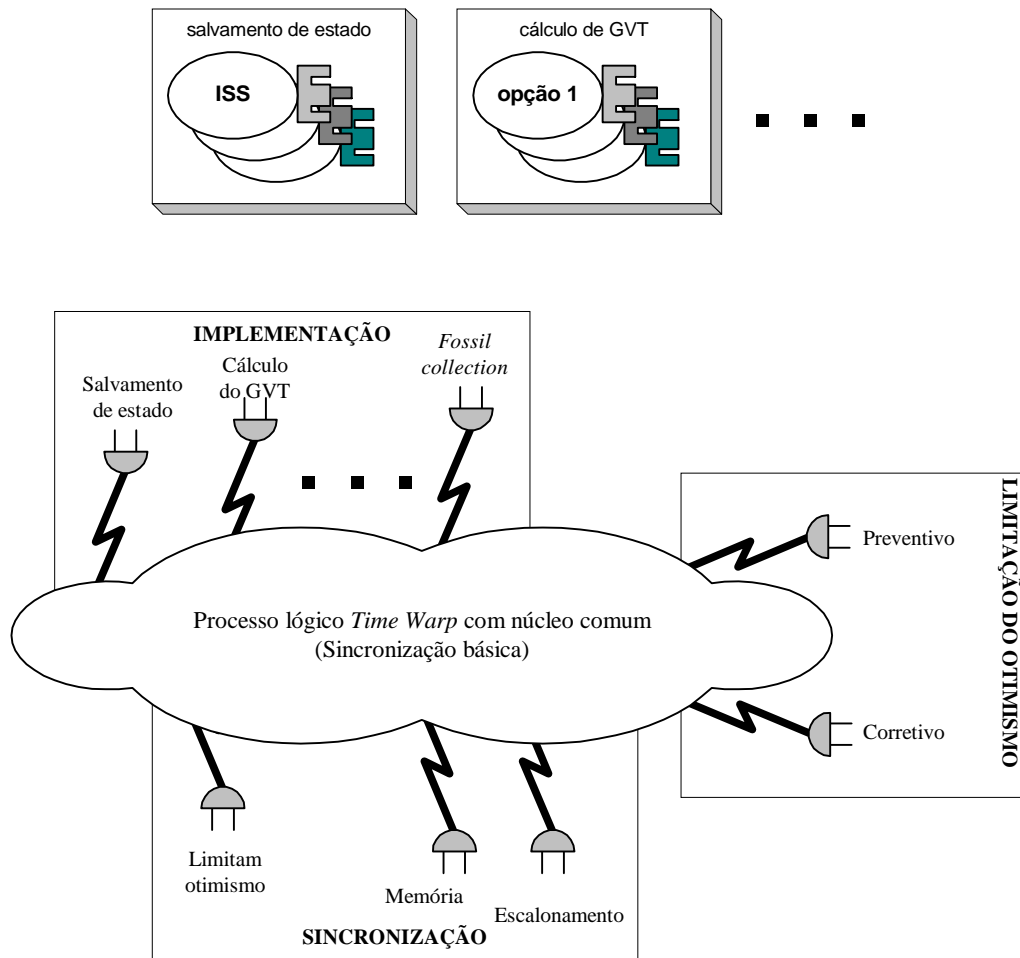 salvamento de estado
ISS
cálculo de GVT
opção 1
IMPLEMENTAÇÃO
Salvamento
de estado
Cálculo
do GVT
Fossil
collection
LIMITAÇÃO DO OTIMISMO
Preventivo
Processo lógico Time Warp com núcleo comum
(Sincronização básica)
Corretivo
Limitam
otimismo
Memória
Escalonamento
SINCRONIZAÇÃO